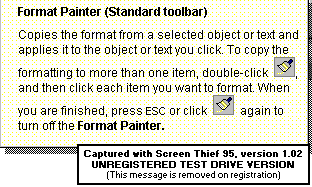 Format Painter (Standard toolbar)
Copies the format from a selected object or text and
applies it to the object or text you click. To copy the
formatting to more than one item, double-click ,
and then click each item you want to format. When
you are finished, press ESC or click again to
turn off the Format Painter.
Captured with Screen Thief 95, version 1.02
UNREGISTERED TEST DRIVE VERSION
(This message is removed on registration)